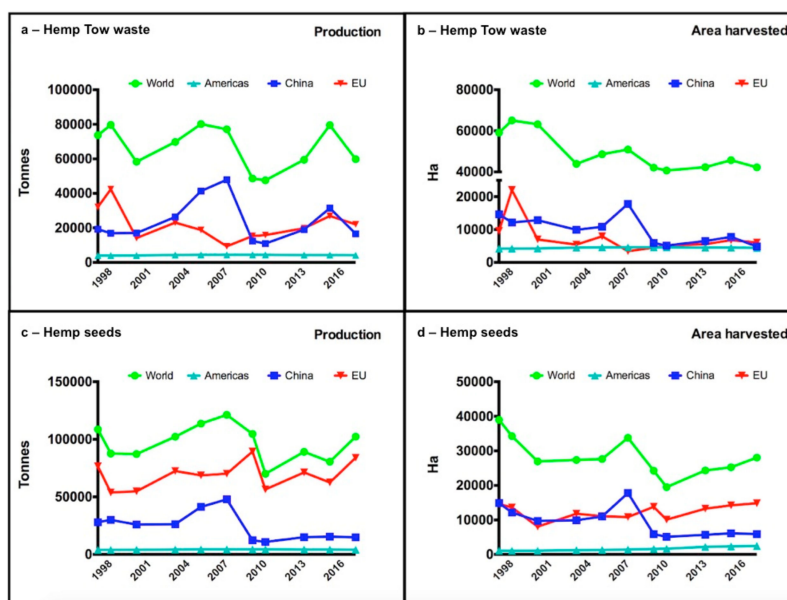 a – Hemp Tow waste
Production
World Americas China EU
Tonnes
100000
80000
60000
40000
20000
0
1998 2001 2004 2007 2010 2013 2016
b – Hemp Tow waste
Area harvested
World Americas China EU
Ha
80000
60000
40000
20000
10000
0
1998 2001 2004 2007 2010 2013 2016
c – Hemp seeds
Production
World Americas China EU
Tonnes
150000
100000
50000
0
1998 2001 2004 2007 2010 2013 2016
d – Hemp seeds
Area harvested
World Americas China EU
Ha
50000
40000
30000
20000
10000
0
1998 2001 2004 2007 2010 2013 2016